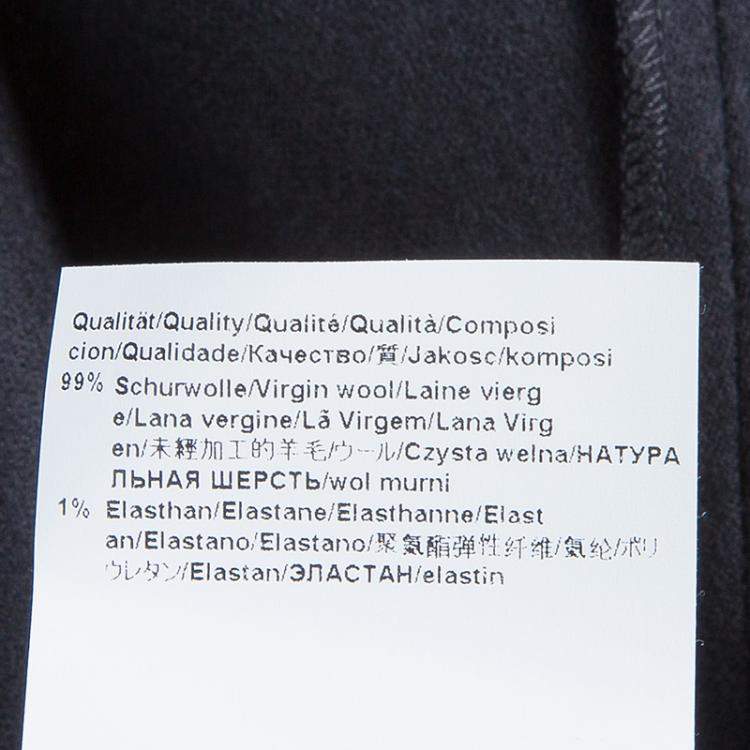 Qualität/Quality/Qualité/Qualità/Composi
cion/Qualidade/Качество/質/Jakosc/komposi
99% Schurwolle/Virgin wool/Laine vierg
e/Lana vergine/Lã Virgem/Lana Virg
en/未經加工的羊毛/ウール/Czysta welna/НАТУРА
ЛЬНАЯ ШЕРСТЬ/wol murni
1% Elasthan/Elastane/Elasthanne/Elast
an/Elastano/Elastano/聚氨酯弹性纤维/氨纶/ポリ
ウレタン/Elastan/ЭЛАСТАН/elastin